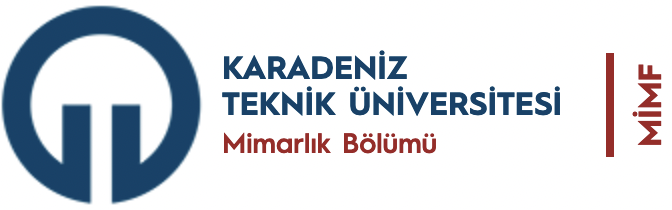 KARADENİZ
TEKNİK ÜNİVERSİTESİ
Mimarlık Bölümü
MİMF